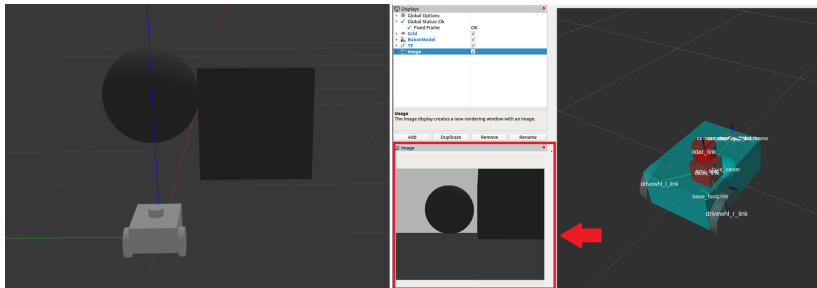 Displays
Global Options
Global Status: Ok
Fixed Frame OK
Grid
RobotModel
TF
Image
Image
The Image display creates a new rendering window with an image.
Add Duplicate Remove Rename
Image
lidar_link
drivewhl_l_link
base_footprint
drivewhl_r_link